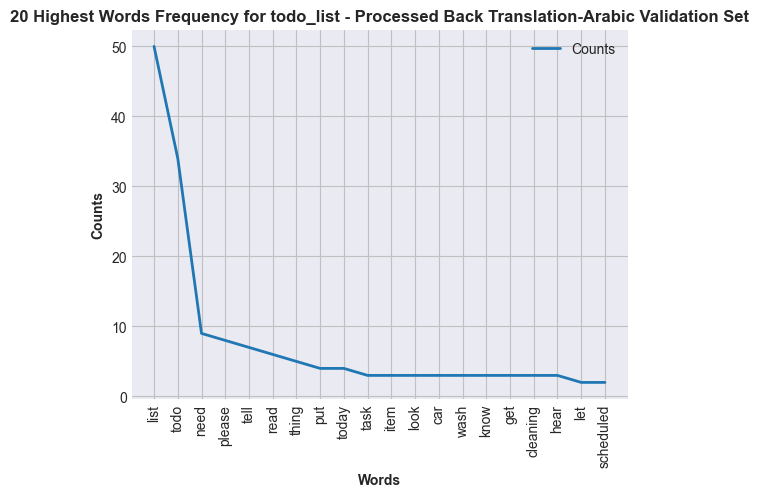 20 Highest Words Frequency for todo_list - Processed Back Translation-Arabic Validation Set
Counts
50
40
30
20
10
0
Counts
list
todo
need
please
tell
read
thing
put
today
task
item
look
car
wash
know
get
cleaning
hear
let
scheduled
Words